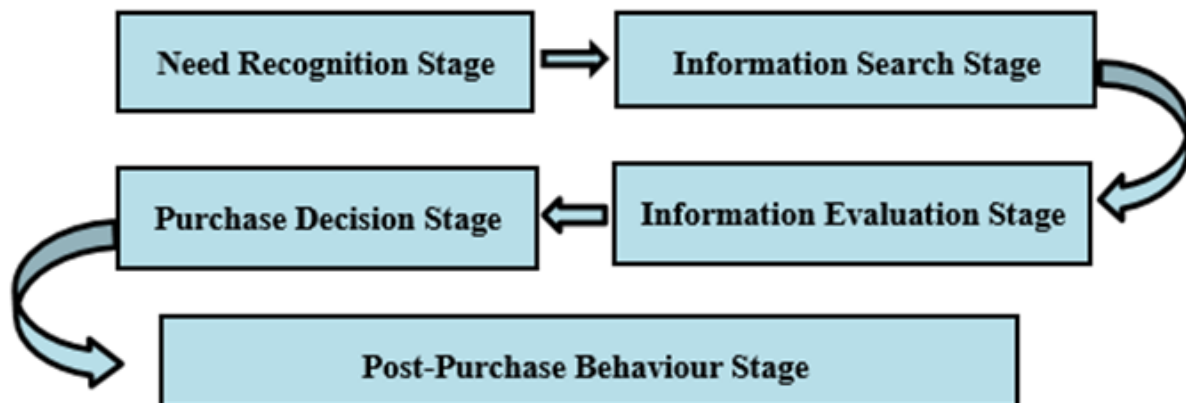 Need Recognition Stage
Information Search Stage
Information Evaluation Stage
Purchase Decision Stage
Post-Purchase Behaviour Stage